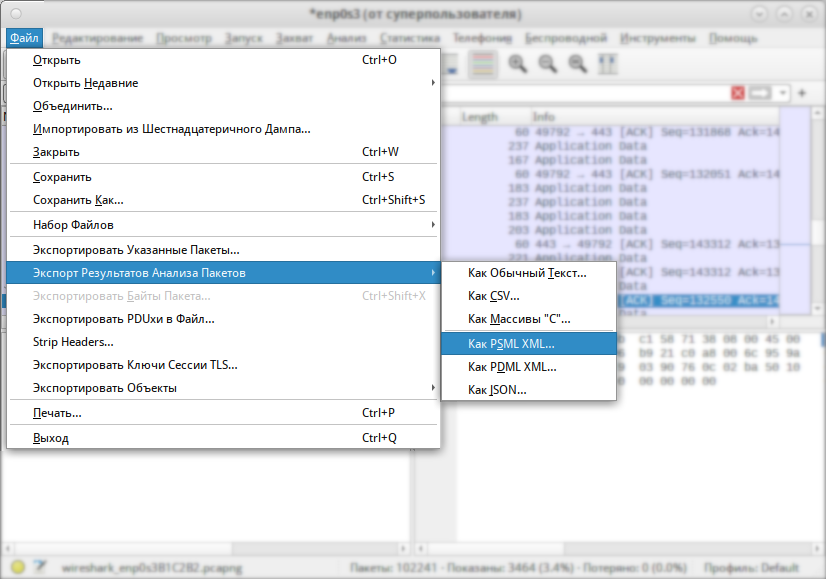 *enp0s3 (от суперпользователя)
Файл Редактирование Просмотр Запуск Захват Анализ Статистика Телефония Беспроводной Инструменты Помощь
Открыть Ctrl+O
Открыть Недавние
Объединить...
Импортировать из Шестнадцатеричного Дампа...
Закрыть Ctrl+W
Сохранить Ctrl+S
Сохранить Как... Ctrl+Shift+S
Набор Файлов
Экспортировать Указанные Пакеты...
Экспорт Результатов Анализа Пакетов
Экспортировать Байты Пакета... Ctrl+Shift+X
Экспортировать PDUхи в Файл...
Strip Headers...
Экспортировать Ключи Сессии TLS...
Экспортировать Объекты
Печать... Ctrl+P
Выход Ctrl+Q
Как Обычный Текст...
Как CSV...
Как Массивы "C"...
Как PSML XML...
Как PDML XML...
Как JSON...
Length Info
60 49792 → 443 [ACK] Seq=131868 Ack=14
237 Application Data
167 Application Data
60 49792 → 443 [ACK] Seq=132051 Ack=14
183 Application Data
237 Application Data
183 Application Data
203 Application Data
60 443 → 49792 [ACK] Seq=143312 Ack=13
221 Application Data
[ACK] Seq=143312 Ack=13
[ACK] Seq=132550 Ack=14
c1 58 71 38 08 00 45 00
b9 21 c0 a8 00 6c 95 9a
03 90 76 0c 02 ba 50 10
00 00 00 00
wireshark_enp0s3B1C2B2.pcapng
Пакеты: 102241 · Показаны: 3464 (3.4%) · Потеряно: 0 (0.0%)
Профиль: Default